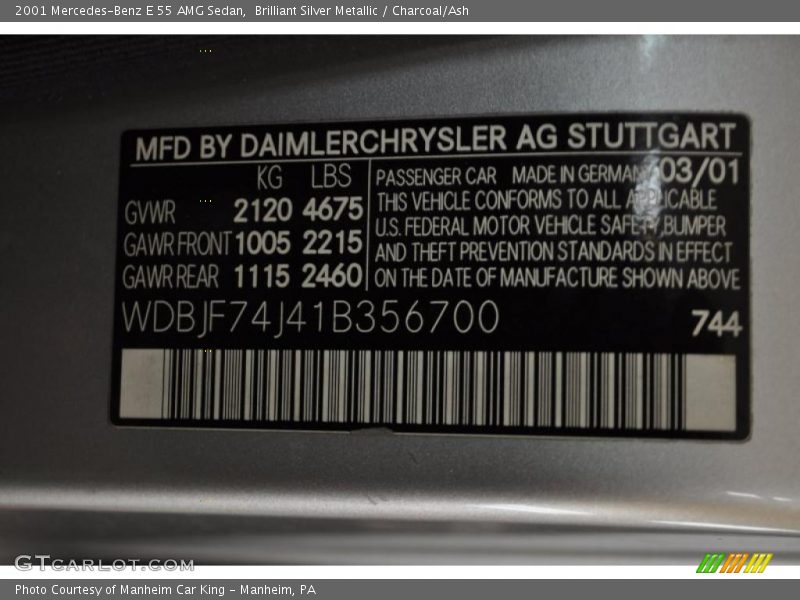 2001 Mercedes-Benz E 55 AMG Sedan,  Brilliant Silver Metallic / Charcoal/Ash
MFD BY DAIMLERCHRYSLER AG STUTTGART
KG LBS PASSENGER CAR MADE IN GERMANY 03/01
GVWR 2120 4675 THIS VEHICLE CONFORMS TO ALL APPLICABLE
U.S. FEDERAL MOTOR VEHICLE SAFETY, BUMPER
GAWR FRONT 1005 2215 AND THEFT PREVENTION STANDARDS IN EFFECT
GAWR REAR 1115 2460 ON THE DATE OF MANUFACTURE SHOWN ABOVE
WDBJF74J41B356700 744
GTCARLOT.COM
Photo Courtesy of Manheim Car King - Manheim, PA